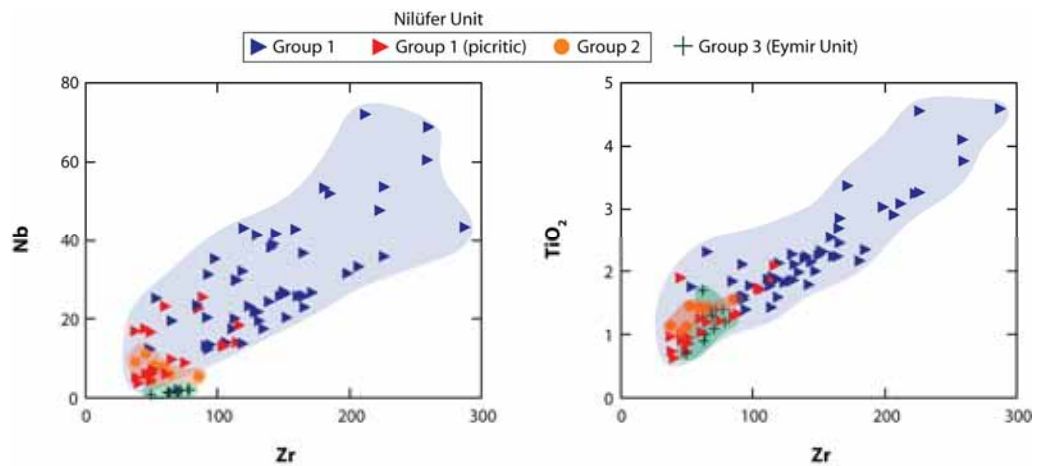 Nilüfer Unit
Group 1 Group 1 (picritic) Group 2 Group 3 (Eymir Unit)
80
60
40
20
0
Nb
0 100 200 300
Zr
5
4
3
2
1
0
TiO₂
0 100 200 300
Zr